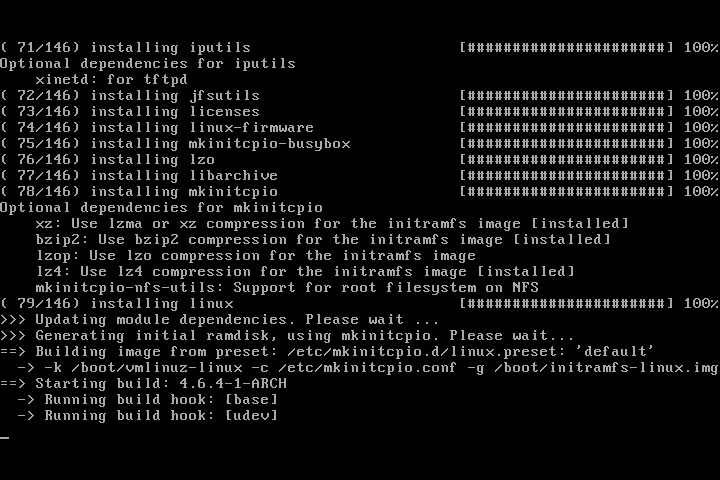 ( 71/146) installing iputils [######################] 100%
Optional dependencies for iputils
xinetd: for tftpd
( 72/146) installing jfsutils [######################] 100%
( 73/146) installing licenses [######################] 100%
( 74/146) installing linux-firmware [######################] 100%
( 75/146) installing mkinitcpio-busybox [######################] 100%
( 76/146) installing lzo [######################] 100%
( 77/146) installing libarchive [######################] 100%
( 78/146) installing mkinitcpio [######################] 100%
Optional dependencies for mkinitcpio
xz: Use lzma or xz compression for the initramfs image [installed]
bzip2: Use bzip2 compression for the initramfs image [installed]
lzop: Use lzo compression for the initramfs image
lz4: Use lz4 compression for the initramfs image [installed]
mkinitcpio-nfs-utils: Support for root filesystem on NFS
( 79/146) installing linux [######################] 100%
>>> Updating module dependencies. Please wait ...
>>> Generating initial ramdisk, using mkinitcpio. Please wait...
==> Building image from preset: /etc/mkinitcpio.d/linux.preset: 'default'
-> -k /boot/vmlinuz-linux -c /etc/mkinitcpio.conf -g /boot/initramfs-linux.img
==> Starting build: 4.6.4-1-ARCH
-> Running build hook: [base]
-> Running build hook: [udev]